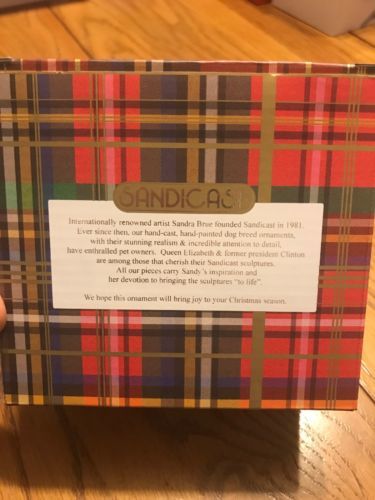 SANDICAST
Internationally renowned artist Sandra Brue founded Sandicast in 1981.
Ever since then, our hand-cast, hand-painted dog breed ornaments,
with their stunning realism & incredible attention to detail,
have enthralled pet owners. Queen Elizabeth & former president Clinton
are among those that cherish their Sandicast sculptures.
All our pieces carry Sandy's inspiration and
her devotion to bringing the sculptures "to life".
We hope this ornament will bring joy to your Christmas season.